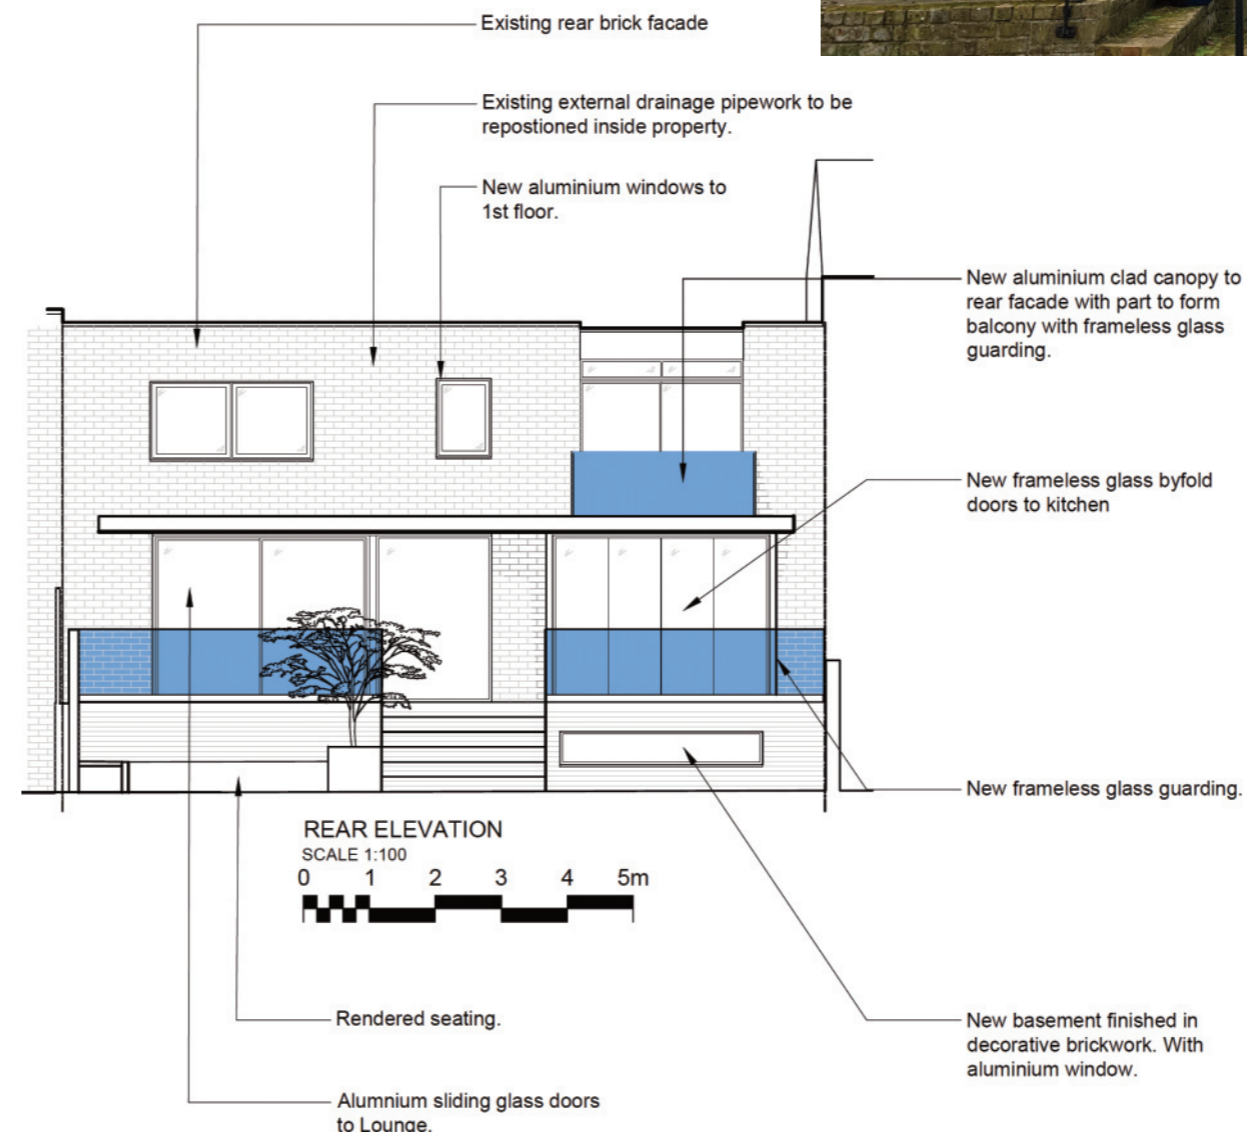 Existing rear brick facade
Existing external drainage pipework to be
repostioned inside property.
New aluminium windows to
1st floor.
New aluminium clad canopy to
rear facade with part to form
balcony with frameless glass
guarding.
New frameless glass byfold
doors to kitchen
New frameless glass guarding.
REAR ELEVATION
SCALE 1:100
0 1 2 3 4 5m
Rendered seating.
New basement finished in
decorative brickwork. With
aluminium window.
Alumnium sliding glass doors
to Lounge.